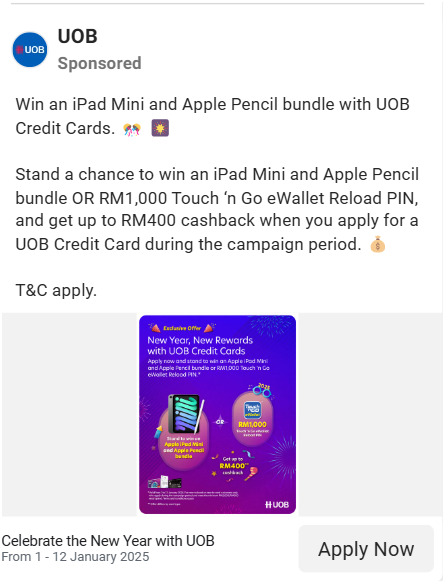 UOB
UOB
Sponsored
Win an iPad Mini and Apple Pencil bundle with UOB
Credit Cards. 🎊 🎆
Stand a chance to win an iPad Mini and Apple Pencil
bundle OR RM1,000 Touch ‘n Go eWallet Reload PIN,
and get up to RM400 cashback when you apply for a
UOB Credit Card during the campaign period. 💰
T&C apply.
Exclusive Offer
New Year, New Rewards
with UOB Credit Cards
Apply now and stand to win an Apple iPad Mini
and Apple Pencil bundle or RM1,000 Touch 'n Go
eWallet Reload PIN.*
2025
Touch 'n Go
eWallet
OR
RM1,000
Touch 'n Go eWallet
Reload PIN
Stand to win an
Apple iPad Mini
and Apple Pencil
bundle
Get up to
RM400**
cashback
UOB
Celebrate the New Year with UOB
From 1 - 12 January 2025
Apply Now